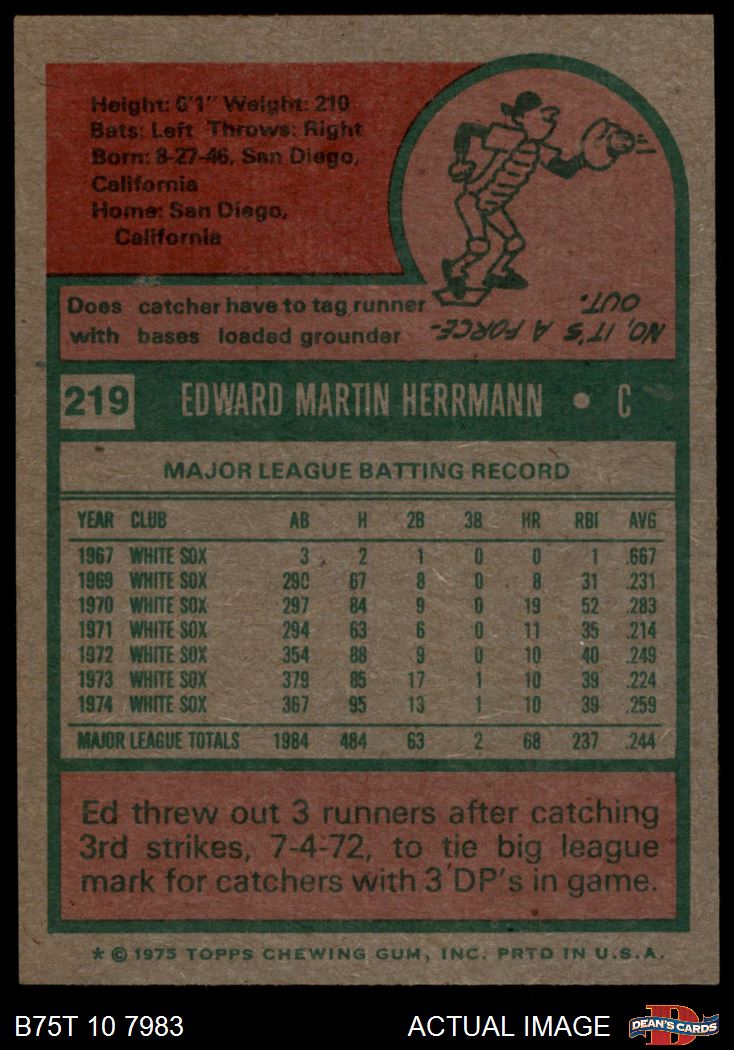 Height: 6'1" Weight: 210
Bats: Left Throws: Right
Born: 8-27-46, San Diego,
California
Home: San Diego,
California
Does catcher have to tag runner
with bases loaded grounder
NO, IT'S A FORCE-
OUT.
219 EDWARD MARTIN HERRMANN • C
MAJOR LEAGUE BATTING RECORD
YEAR CLUB AB H 2B 3B HR RBI AVG
1967 WHITE SOX 3 2 1 0 0 1 .667
1969 WHITE SOX 290 67 8 0 8 31 .231
1970 WHITE SOX 297 84 9 0 19 52 .283
1971 WHITE SOX 294 63 6 0 11 35 .214
1972 WHITE SOX 354 88 9 0 10 40 .249
1973 WHITE SOX 379 85 17 1 10 39 .224
1974 WHITE SOX 367 95 13 1 10 39 .259
MAJOR LEAGUE TOTALS 1984 484 63 2 68 237 .244
Ed threw out 3 runners after catching
3rd strikes, 7-4-72, to tie big league
mark for catchers with 3 DP's in game.
* © 1975 TOPPS CHEWING GUM, INC. PRTD IN U.S.A.
B75T 10 7983 ACTUAL IMAGE DEAN'S CARDS